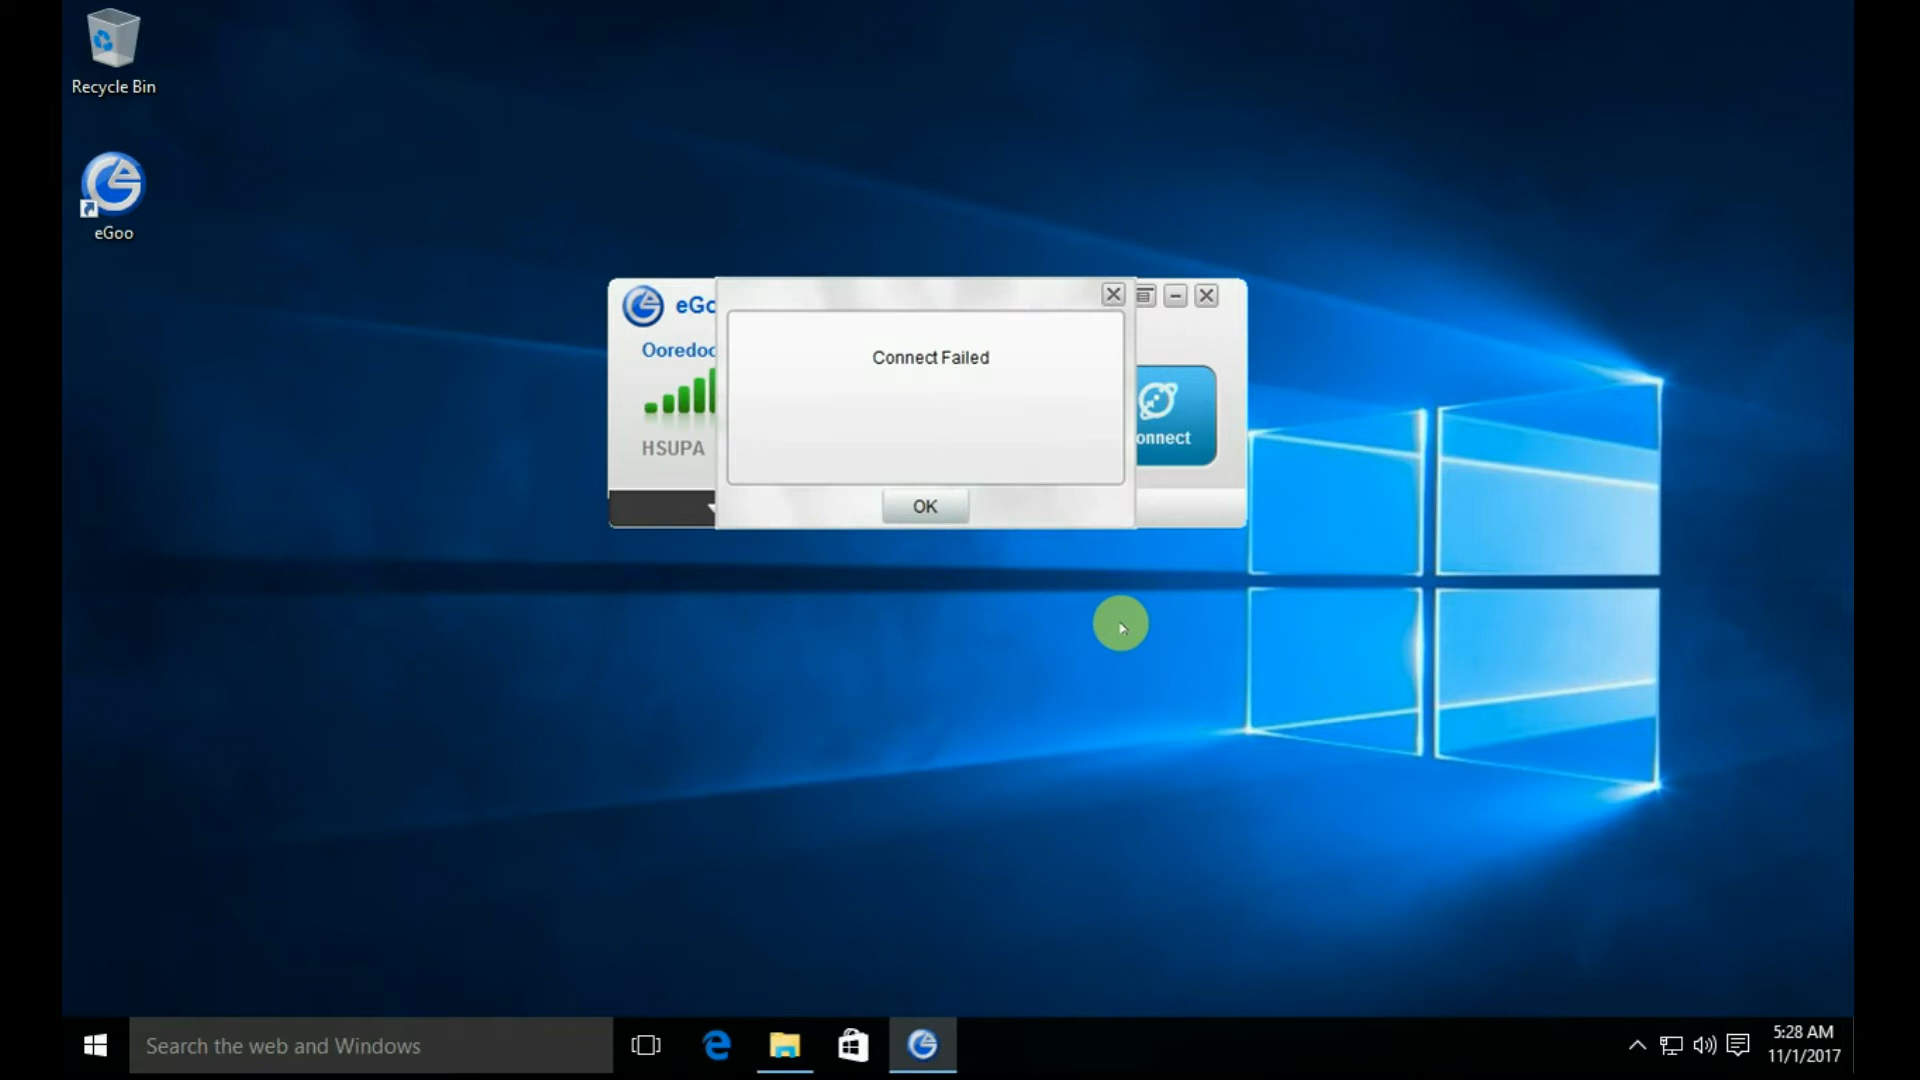 Recycle Bin
eGoo
eGo
Ooredoo
HSUPA
Connect Failed
OK
onnect
Search the web and Windows
5:28 AM
11/1/2017